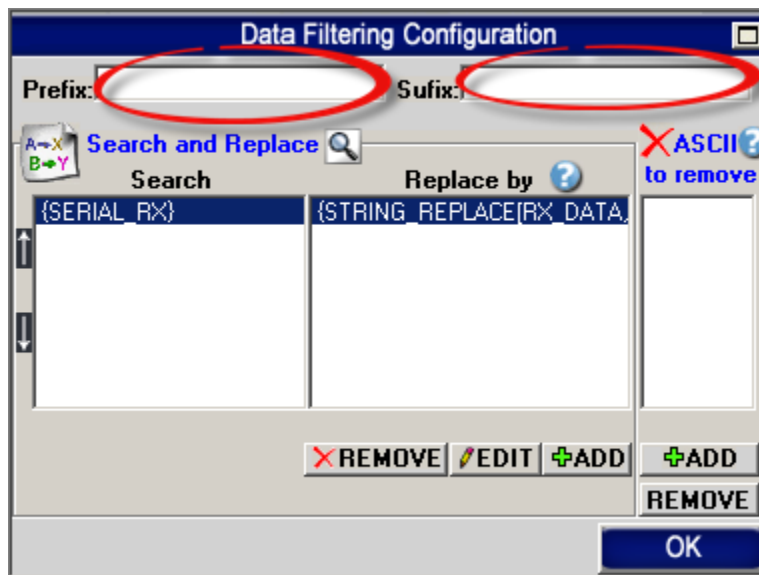 Data Filtering Configuration
Prefix: Sufix:
A→X
B→Y
Search and Replace
ASCII ?
to remove
Search Replace by ?
{SERIAL_RX} {STRING_REPLACE[RX_DATA,
REMOVE EDIT ADD ADD
REMOVE
OK